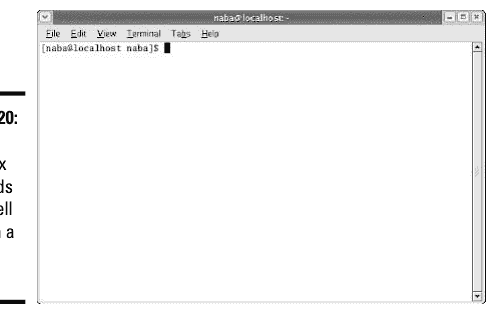 naba@localhost:~
File Edit View Terminal Tabs Help
[naba@localhost naba]$
20:
x
ds
ell
a